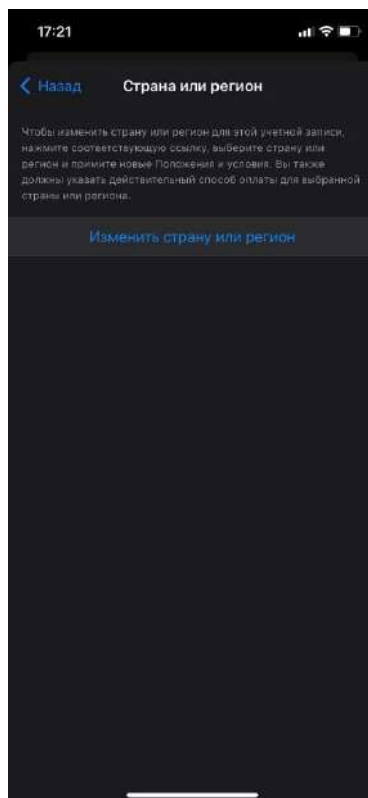 17:21
Назад
Страна или регион
Чтобы изменить страну или регион для этой учетной записи,
нажмите соответствующую ссылку, выберите страну или
регион и примите новые Положения и условия. Вы также
должны указать действительный способ оплаты для выбранной
страны или региона.
Изменить страну или регион